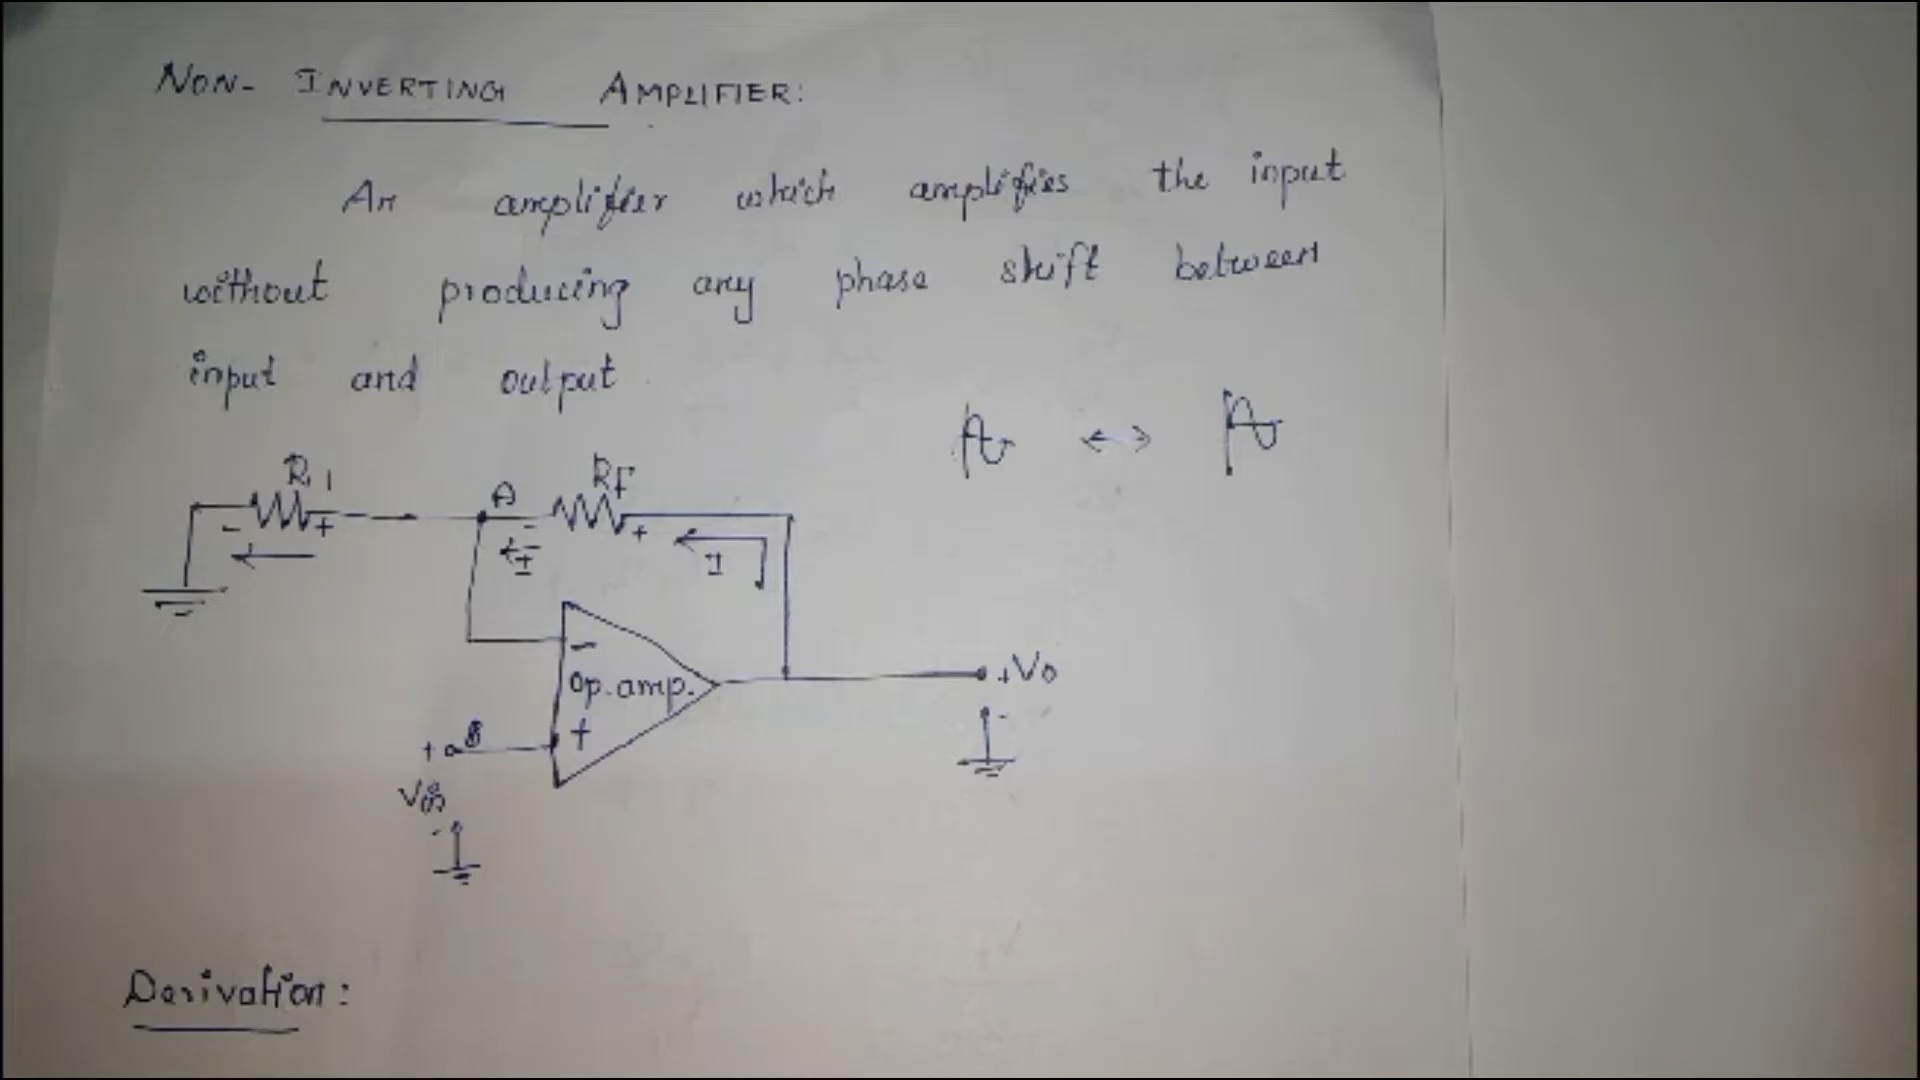 NON-INVERTING AMPLIFIER:
An amplifier which amplifies the input
without producing any phase shift between
input and output
R1
A
Rf
- +
- +
I
I
-
op.amp.
+
+Vo
-
+ B
Vin
-
Derivation: